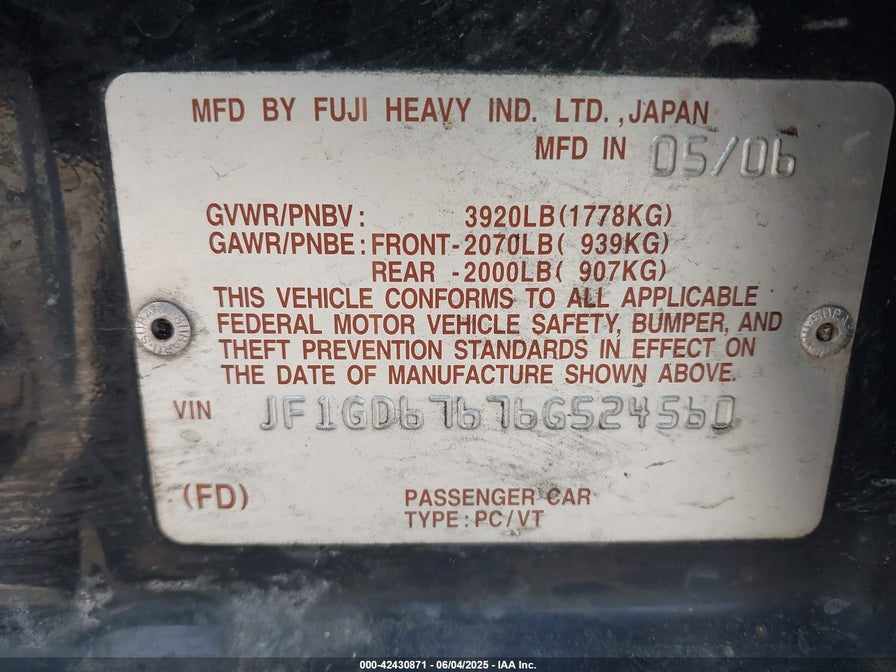 MFD BY FUJI HEAVY IND. LTD., JAPAN
MFD IN 05/06
GVWR/PNBV: 3920LB(1778KG)
GAWR/PNBE: FRONT-2070LB( 939KG)
REAR -2000LB( 907KG)
THIS VEHICLE CONFORMS TO ALL APPLICABLE
FEDERAL MOTOR VEHICLE SAFETY, BUMPER, AND
THEFT PREVENTION STANDARDS IN EFFECT ON
THE DATE OF MANUFACTURE SHOWN ABOVE.
VIN JF1GD67676G524560
(FD) PASSENGER CAR
TYPE: PC/VT
000-42430871 - 06/04/2025 - IAA Inc.